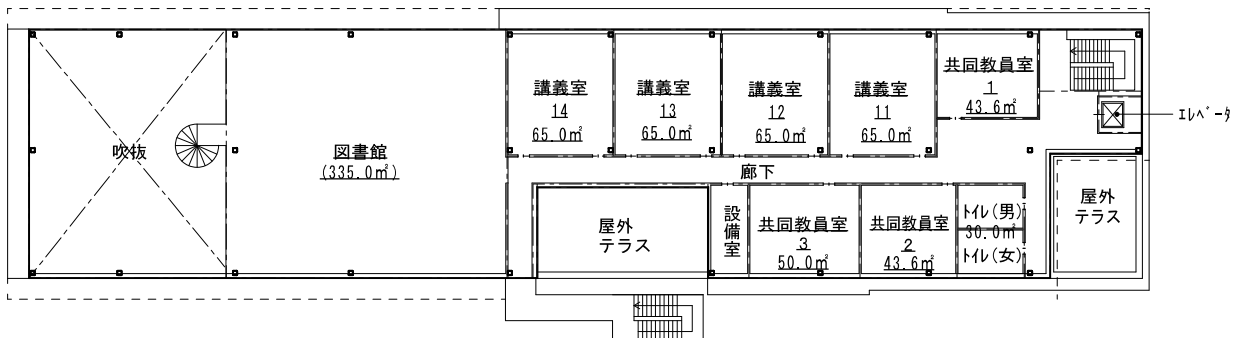 吹抜
図書館
(335.0㎡)
講義室
14
65.0㎡
講義室
13
65.0㎡
講義室
12
65.0㎡
講義室
11
65.0㎡
共同教員室
1
43.6㎡
ｴﾚﾍﾞｰﾀ
廊下
屋外
テラス
設備室
共同教員室
3
50.0㎡
共同教員室
2
43.6㎡
ﾄｲﾚ(男)
30.0㎡
ﾄｲﾚ(女)
屋外
テラス